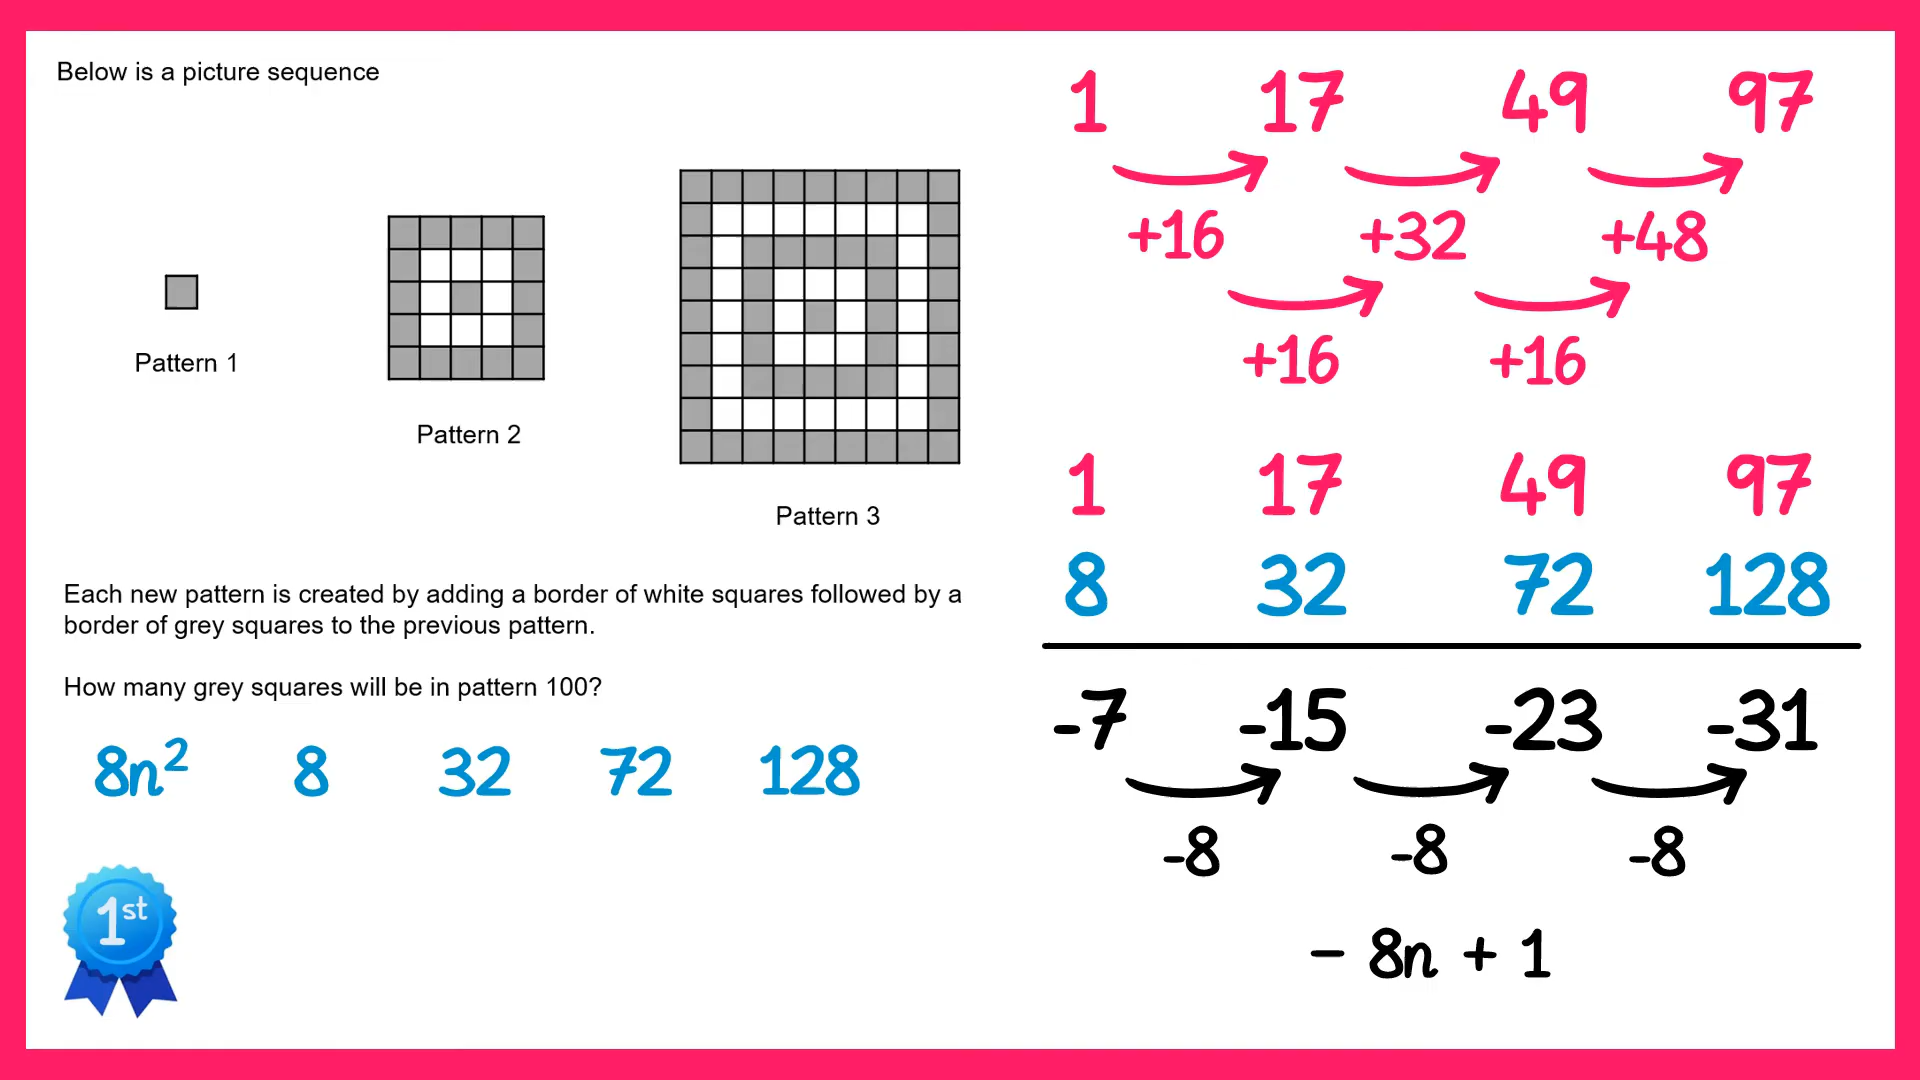 Below is a picture sequence
Pattern 1
Pattern 2
Pattern 3
Each new pattern is created by adding a border of white squares followed by a
border of grey squares to the previous pattern.
How many grey squares will be in pattern 100?
8n² 8 32 72 128
1st
1 17 49 97
+16 +32 +48
+16 +16
1 17 49 97
8 32 72 128
-7 -15 -23 -31
-8 -8 -8
- 8n + 1